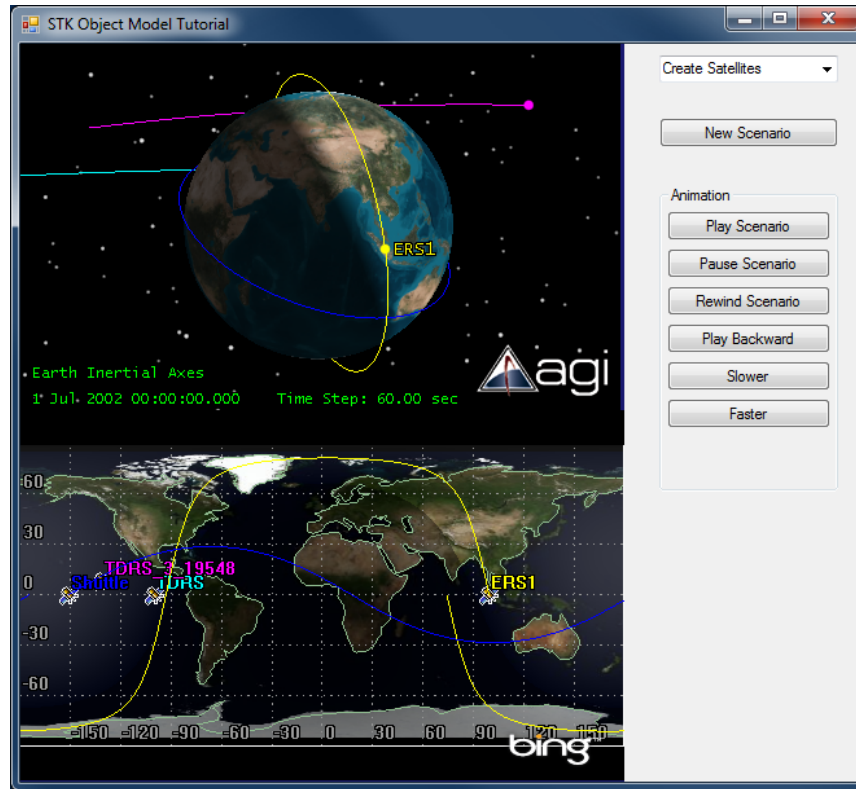 STK Object Model Tutorial
Create Satellites
New Scenario
Animation
Play Scenario
Pause Scenario
Rewind Scenario
Play Backward
Slower
Faster
ERS1
agi
Earth Inertial Axes
1 Jul 2002 00:00:00.000 Time Step: 60.00 sec
60
30
TDRS_3_19548
0 Shuttle TDRS ERS1
-30
-60
-150 -120 -90 -60 -30 0 30 60 90 120 150
bing